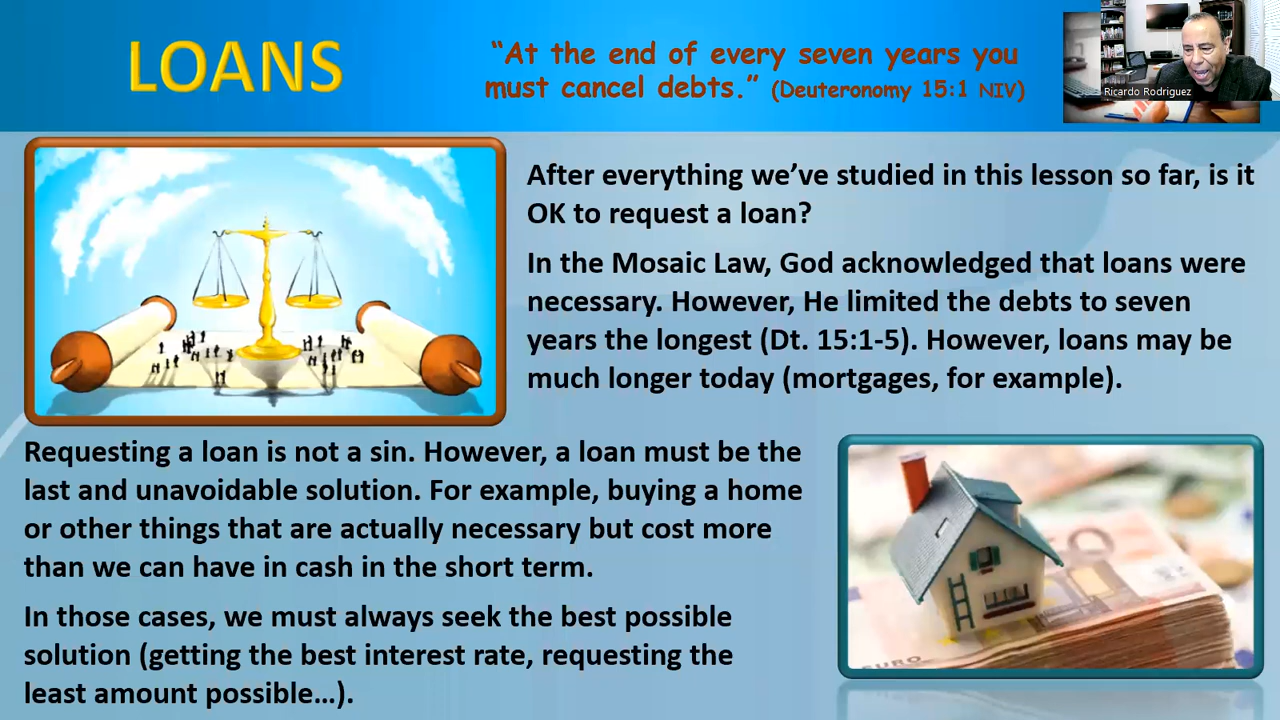 LOANS
“At the end of every seven years you
must cancel debts.” (Deuteronomy 15:1 NIV)
Ricardo Rodriguez
After everything we’ve studied in this lesson so far, is it
OK to request a loan?
In the Mosaic Law, God acknowledged that loans were
necessary. However, He limited the debts to seven
years the longest (Dt. 15:1-5). However, loans may be
much longer today (mortgages, for example).
Requesting a loan is not a sin. However, a loan must be the
last and unavoidable solution. For example, buying a home
or other things that are actually necessary but cost more
than we can have in cash in the short term.
In those cases, we must always seek the best possible
solution (getting the best interest rate, requesting the
least amount possible…).
EURO